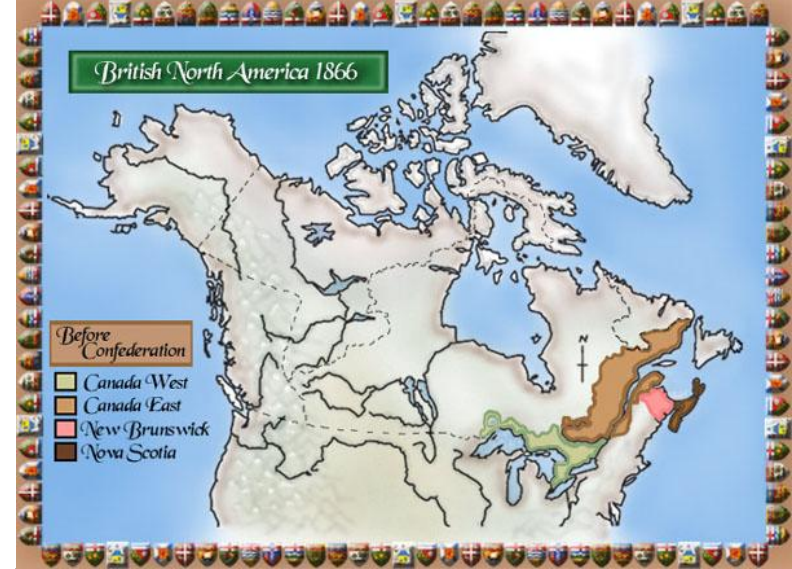 British North America 1866
N
Before
Confederation
Canada West
Canada East
New Brunswick
Nova Scotia